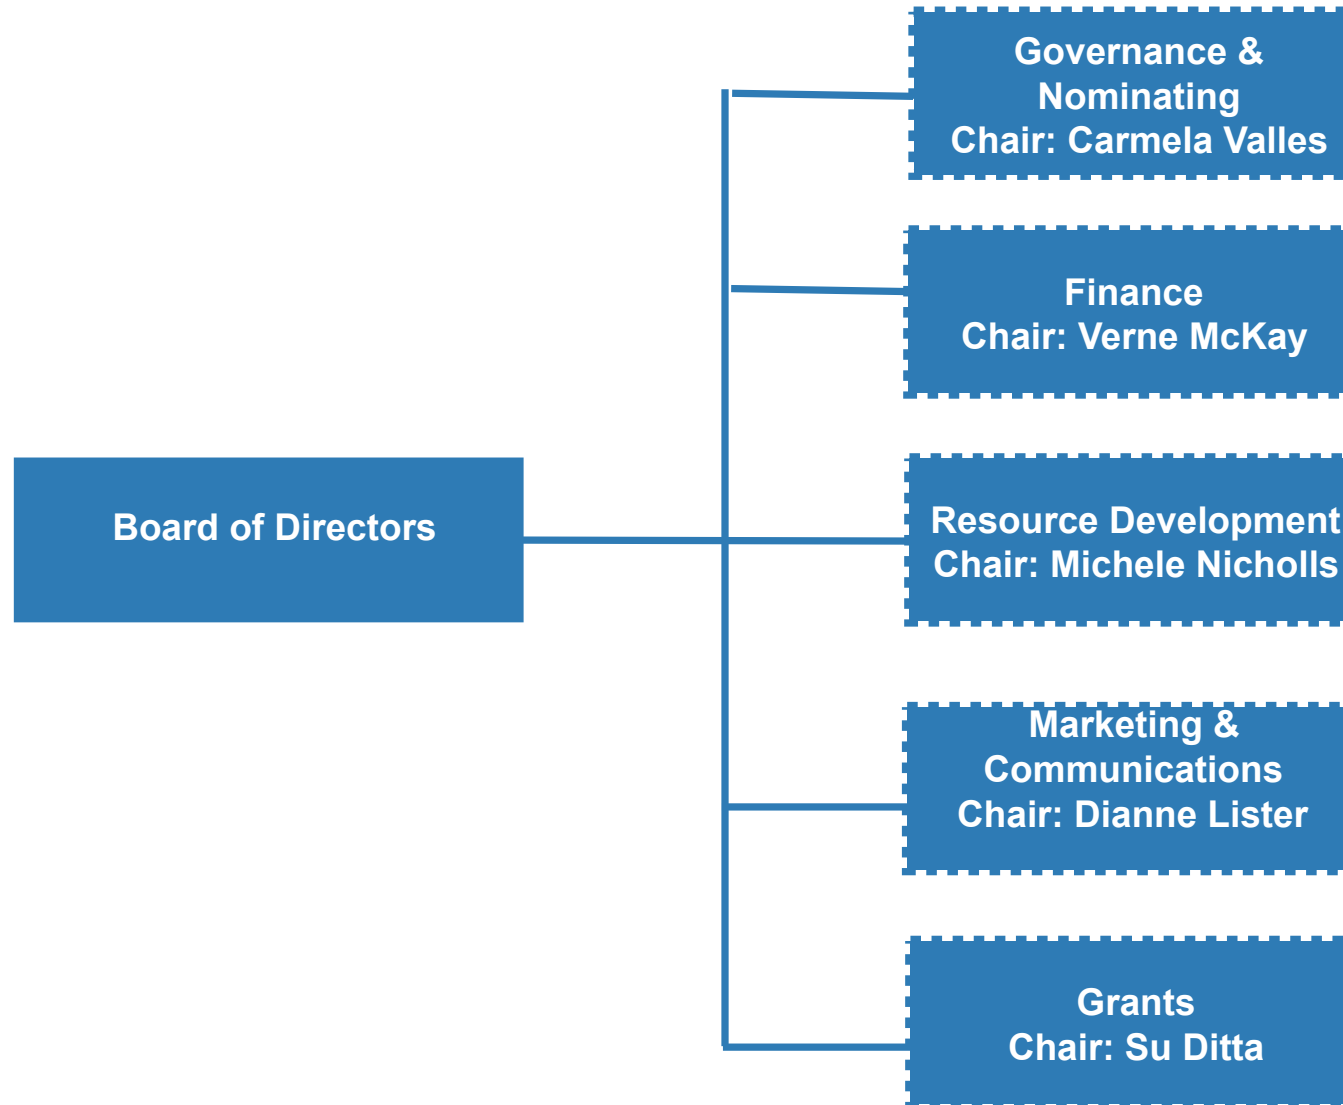 Governance &
Nominating
Chair: Carmela Valles
Finance
Chair: Verne McKay
Board of Directors
Resource Development
Chair: Michele Nicholls
Marketing &
Communications
Chair: Dianne Lister
Grants
Chair: Su Ditta